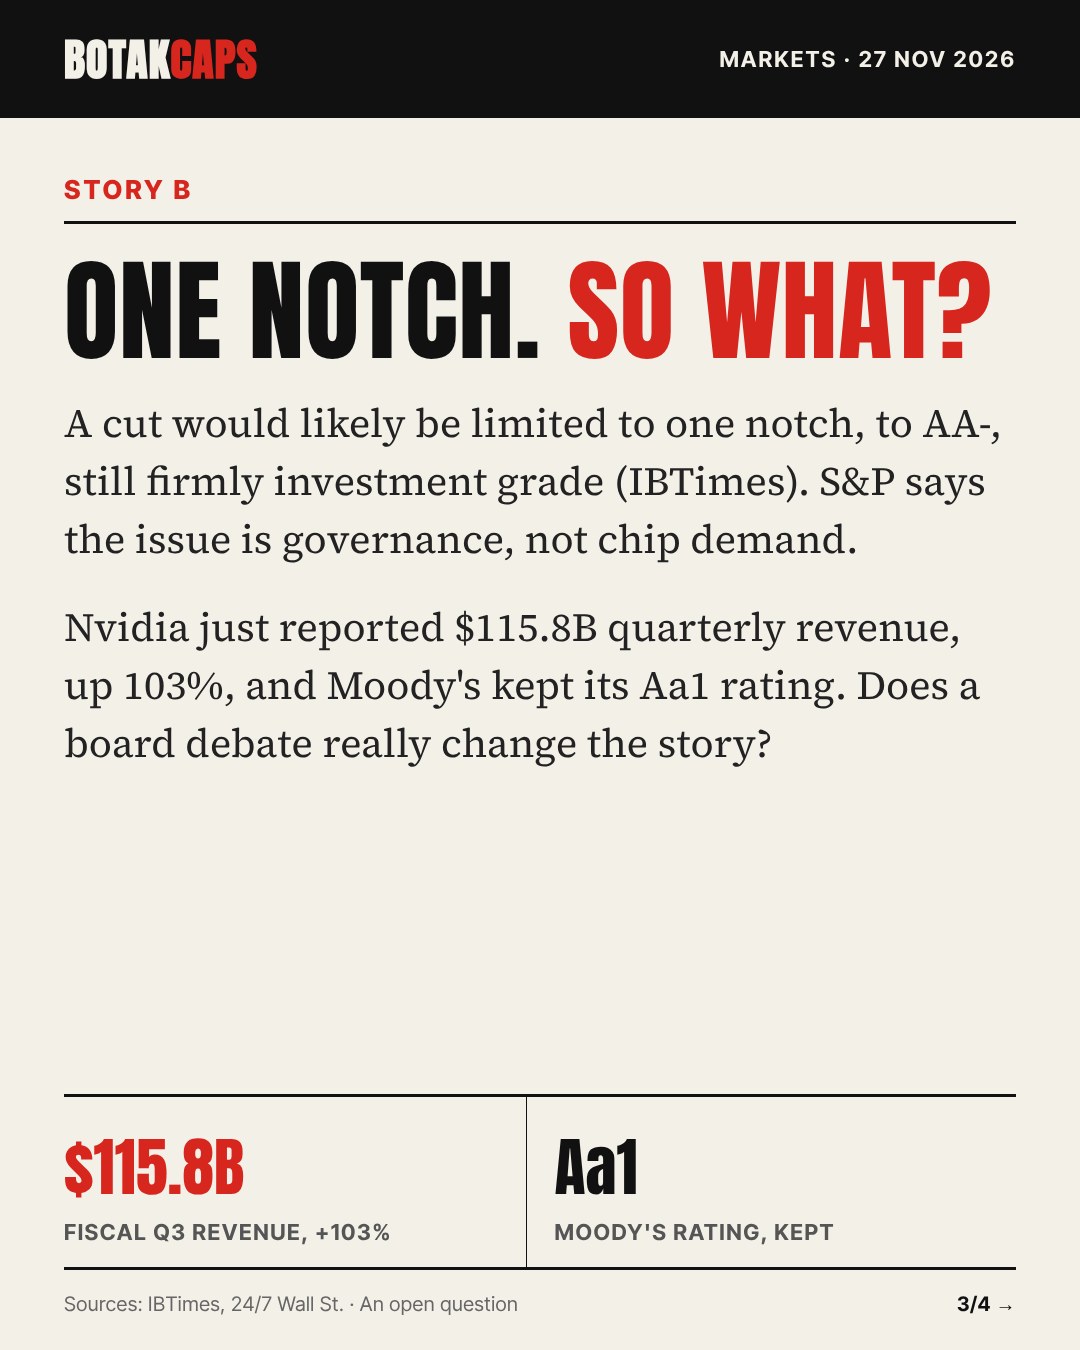 BOTAKCAPS
MARKETS · 27 NOV 2026
STORY B
ONE NOTCH. SO WHAT?
A cut would likely be limited to one notch, to AA-,
still firmly investment grade (IBTimes). S&P says
the issue is governance, not chip demand.
Nvidia just reported $115.8B quarterly revenue,
up 103%, and Moody's kept its Aa1 rating. Does a
board debate really change the story?
$115.8B
FISCAL Q3 REVENUE, +103%
Aa1
MOODY'S RATING, KEPT
Sources: IBTimes, 24/7 Wall St. · An open question
3/4 →